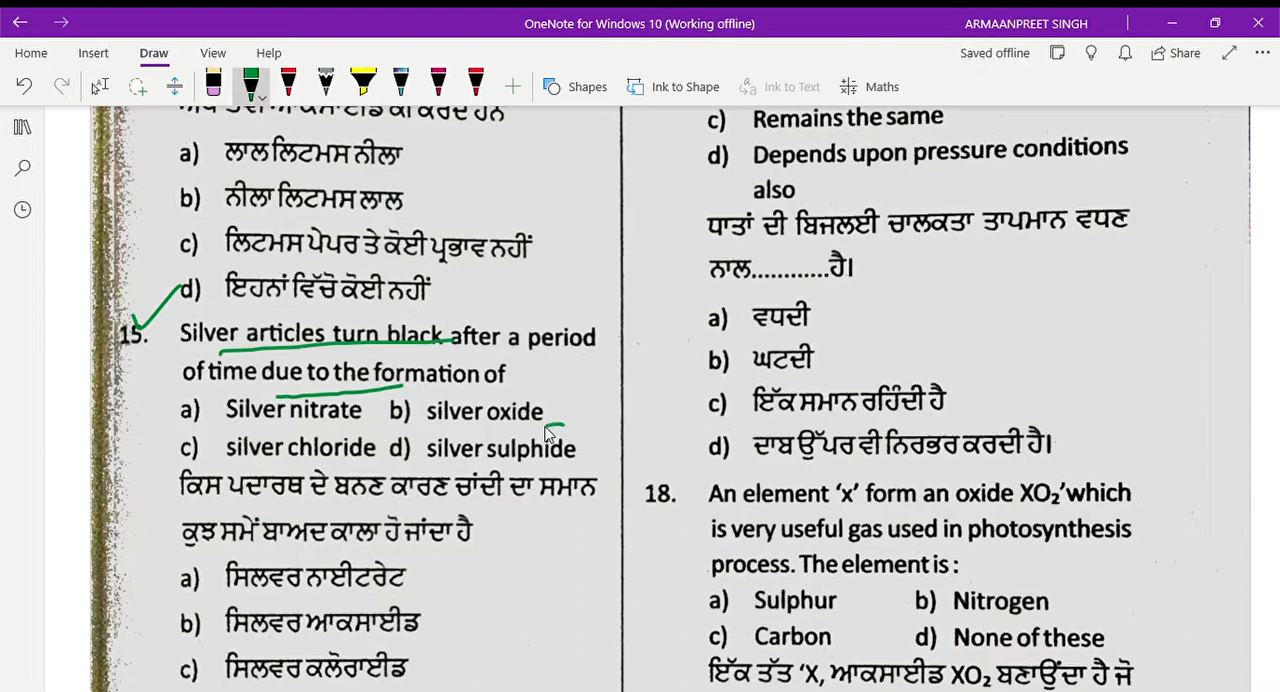 OneNote for Windows 10 (Working offline)
ARMAANPREET SINGH
Home Insert Draw View Help
Saved offline
Share
Shapes
Ink to Shape
Ink to Text
Maths
a) ਲਾਲ ਲਿਟਮਸ ਨੀਲਾ
b) ਨੀਲਾ ਲਿਟਮਸ ਲਾਲ
c) ਲਿਟਮਸ ਪੇਪਰ ਤੇ ਕੋਈ ਪ੍ਰਭਾਵ ਨਹੀਂ
d) ਇਹਨਾਂ ਵਿੱਚੋ ਕੋਈ ਨਹੀਂ
15. Silver articles turn black after a period
of time due to the formation of
a) Silver nitrate b) silver oxide
c) silver chloride d) silver sulphide
ਕਿਸ ਪਦਾਰਥ ਦੇ ਬਨਣ ਕਾਰਣ ਚਾਂਦੀ ਦਾ ਸਮਾਨ
ਕੁਝ ਸਮੇਂ ਬਾਅਦ ਕਾਲਾ ਹੋ ਜਾਂਦਾ ਹੈ
a) ਸਿਲਵਰ ਨਾਈਟਰੇਟ
b) ਸਿਲਵਰ ਆਕਸਾਈਡ
c) ਸਿਲਵਰ ਕਲੋਰਾਈਡ
c) Remains the same
d) Depends upon pressure conditions
also
ਧਾਤਾਂ ਦੀ ਬਿਜਲਈ ਚਾਲਕਤਾ ਤਾਪਮਾਨ ਵਧਣ
ਨਾਲ............ਹੈ।
a) ਵਧਦੀ
b) ਘਟਦੀ
c) ਇੱਕ ਸਮਾਨ ਰਹਿੰਦੀ ਹੈ
d) ਦਾਬ ਉੱਪਰ ਵੀ ਨਿਰਭਰ ਕਰਦੀ ਹੈ।
18. An element ‘x’ form an oxide XO₂’which
is very useful gas used in photosynthesis
process. The element is :
a) Sulphur b) Nitrogen
c) Carbon d) None of these
ਇੱਕ ਤੱਤ ‘X, ਆਕਸਾਈਡ XO₂ ਬਣਾਉਂਦਾ ਹੈ ਜੋ